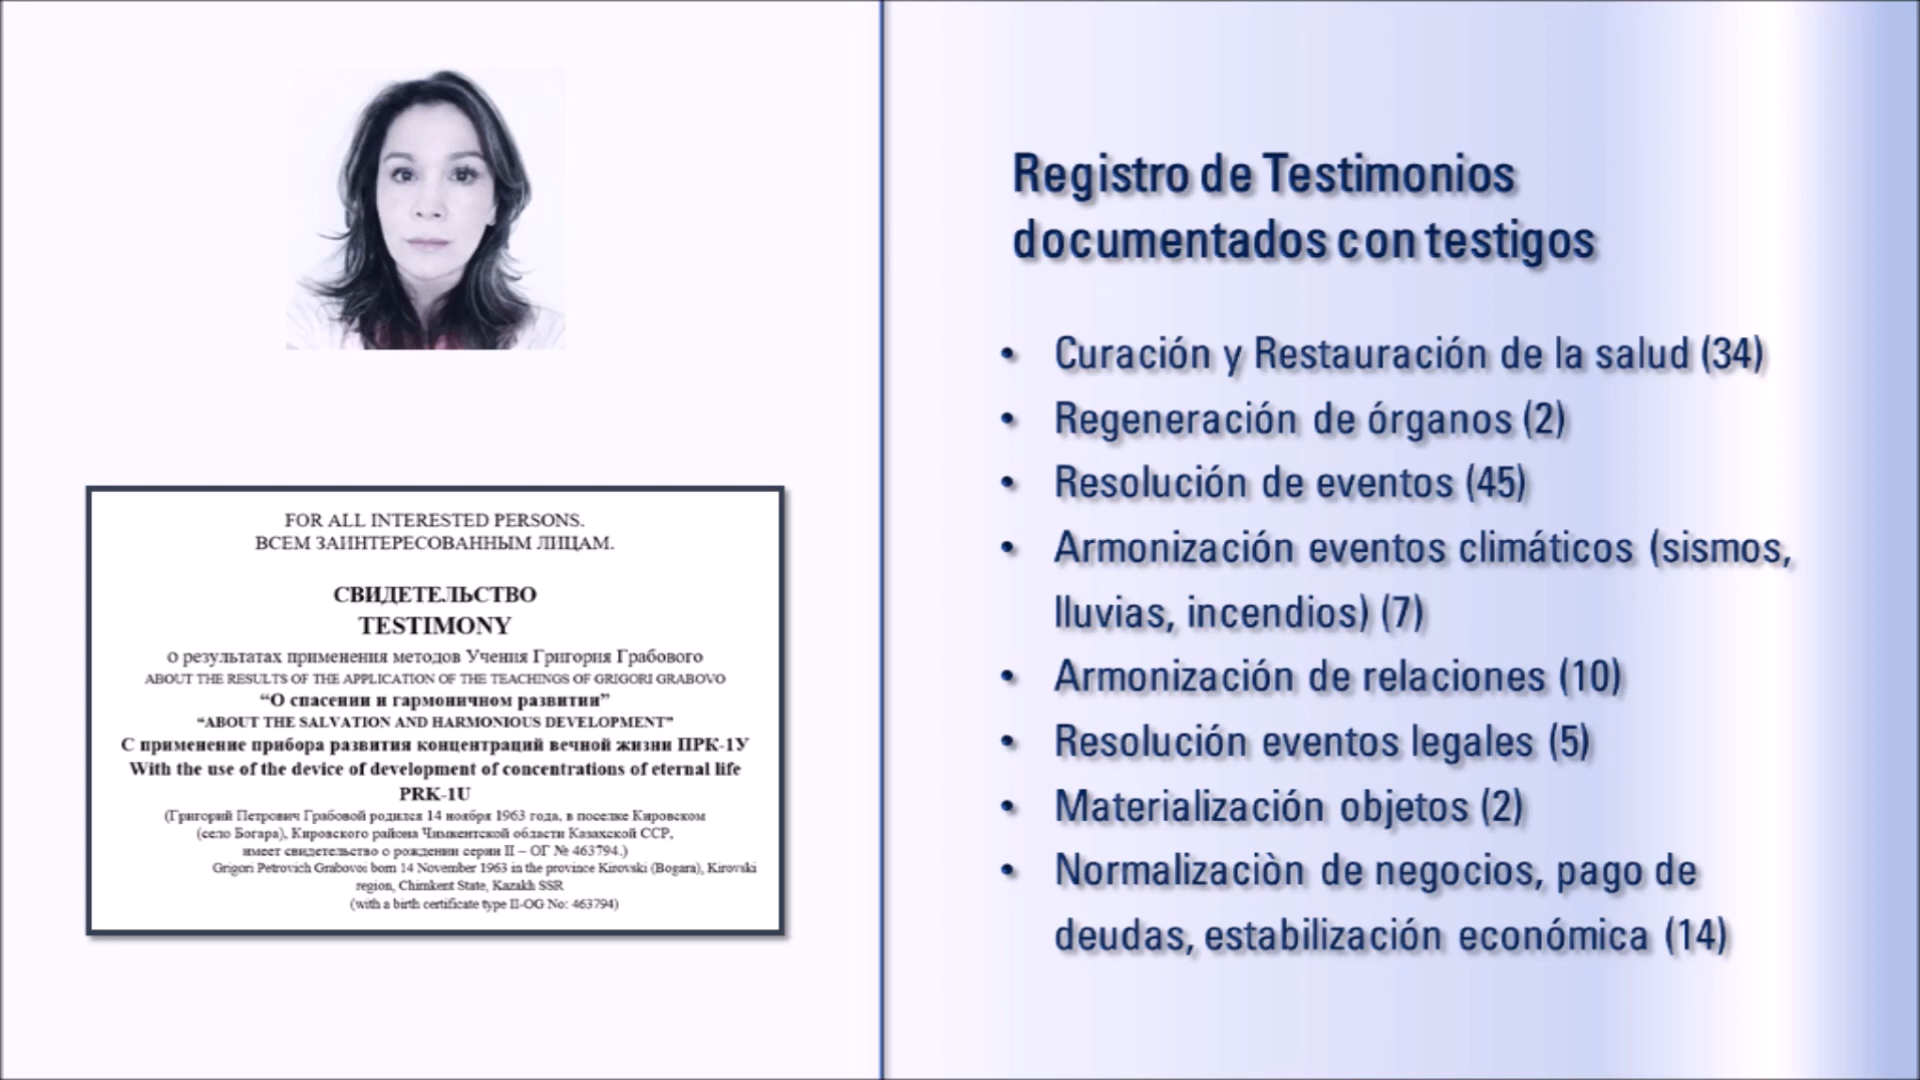 FOR ALL INTERESTED PERSONS.
ВСЕМ ЗАИНТЕРЕСОВАННЫМ ЛИЦАМ.
СВИДЕТЕЛЬСТВО
TESTIMONY
о результатах применения методов Учения Григория Грабового
ABOUT THE RESULTS OF THE APPLICATION OF THE TEACHINGS OF GRIGORI GRABOVO
“О спасении и гармоничном развитии”
“ABOUT THE SALVATION AND HARMONIOUS DEVELOPMENT”
С применение прибора развития концентраций вечной жизни ПРК-1У
With the use of the device of development of concentrations of eternal life
PRK-1U
(Григорий Петрович Грабовой родился 14 ноября 1963 года, в поселке Кировском
(село Богара), Кировского района Чимкентской области Казахской ССР,
имеет свидетельство о рождении серии II – ОГ № 463794.)
Grigori Petrovich Grabovoi born 14 November 1963 in the province Kirovski (Bogara), Kirovski
region, Chimkent State, Kazakh SSR
(with a birth certificate type II-OG No: 463794)
Registro de Testimonios
documentados con testigos
• Curación y Restauración de la salud (34)
• Regeneración de órganos (2)
• Resolución de eventos (45)
• Armonización eventos climáticos (sismos,
lluvias, incendios) (7)
• Armonización de relaciones (10)
• Resolución eventos legales (5)
• Materialización objetos (2)
• Normalizaciòn de negocios, pago de
deudas, estabilización económica (14)